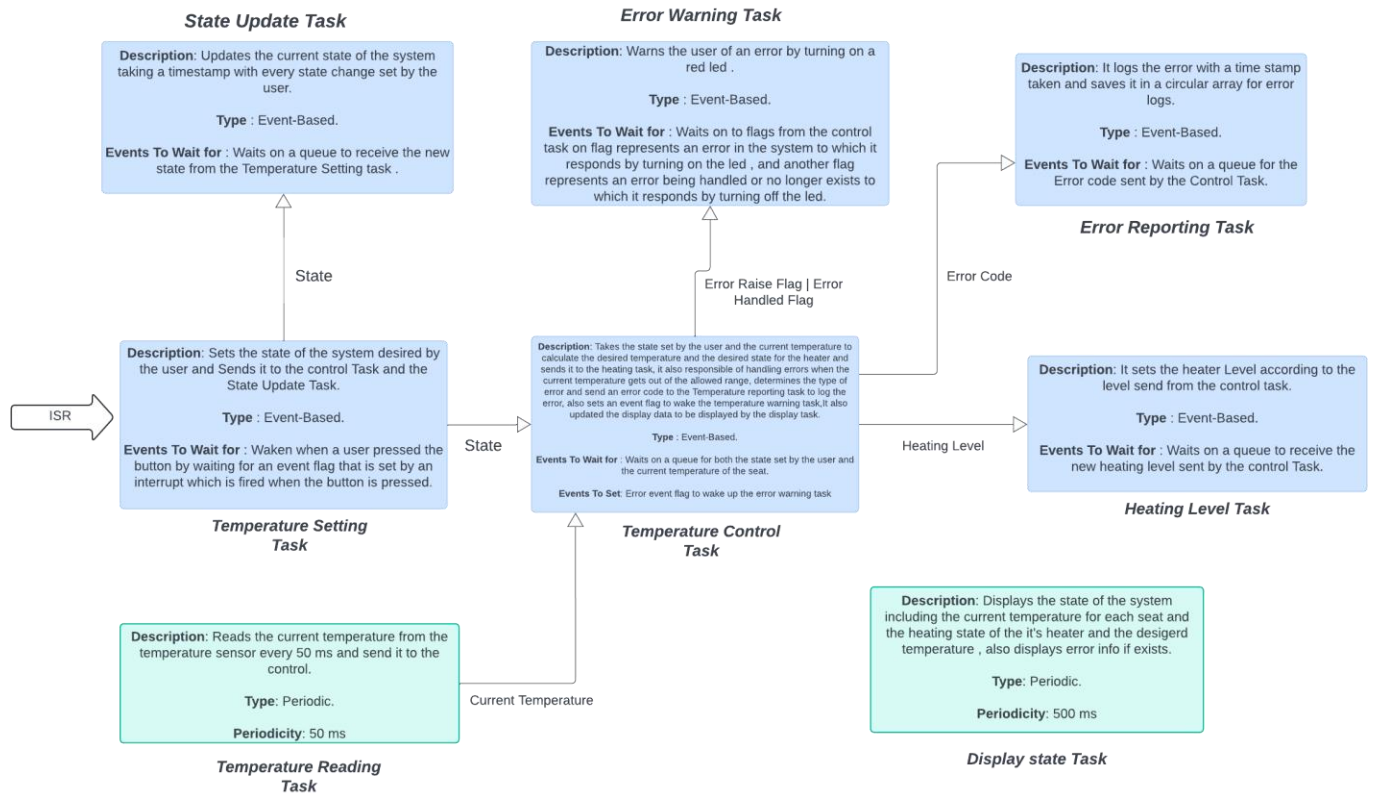 State Update Task
Description: Updates the current state of the system
taking a timestamp with every state change set by the
user.
Type : Event-Based.
Events To Wait for : Waits on a queue to receive the new
state from the Temperature Setting task .
Error Warning Task
Description: Warns the user of an error by turning on a
red led .
Type : Event-Based.
Events To Wait for : Waits on to flags from the control
task on flag represents an error in the system to which it
responds by turning on the led , and another flag
represents an error being handled or no longer exists to
which it responds by turning off the led.
Description: It logs the error with a time stamp
taken and saves it in a circular array for error
logs.
Type : Event-Based.
Events To Wait for : Waits on a queue for the
Error code sent by the Control Task.
Error Reporting Task
State
Error Raise Flag | Error
Handled Flag
Error Code
ISR
Description: Sets the state of the system desired by
the user and Sends it to the control Task and the
State Update Task.
Type : Event-Based.
Events To Wait for : Waken when a user pressed the
button by waiting for an event flag that is set by an
interrupt which is fired when the button is pressed.
Temperature Setting
Task
State
Description: Takes the state set by the user and the current temperature to
calculate the desired temperature and the desired state for the heater and
sends it to the heating task, it also responsible of handling errors when the
current temperature gets out of the allowed range, determines the type of
error and send an error code to the Temperature reporting task to log the
error, also sets an event flag to wake the temperature warning task,It also
updated the display data to be displayed by the display task.
Type : Event-Based.
Events To Wait for : Waits on a queue for both the state set by the user and
the current temperature of the seat.
Events To Set: Error event flag to wake up the error warning task
Temperature Control
Task
Heating Level
Description: It sets the heater Level according to the
level send from the control task.
Type : Event-Based.
Events To Wait for : Waits on a queue to receive the
new heating level sent by the control Task.
Heating Level Task
Description: Reads the current temperature from the
temperature sensor every 50 ms and send it to the
control.
Type: Periodic.
Periodicity: 50 ms
Temperature Reading
Task
Current Temperature
Description: Displays the state of the system
including the current temperature for each seat and
the heating state of the it's heater and the desigerd
temperature , also displays error info if exists.
Type: Periodic.
Periodicity: 500 ms
Display state Task